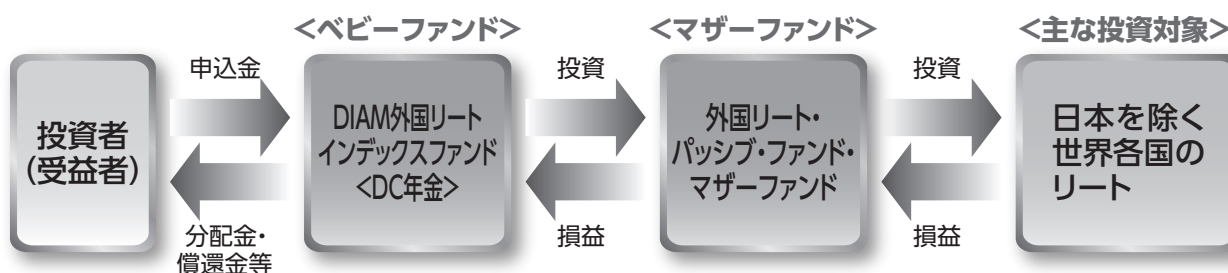 <ベビーファンド>
<マザーファンド>
<主な投資対象>
投資者
(受益者)
申込金
分配金・
償還金等
DIAM外国リート
インデックスファンド
<DC年金>
投資
損益
外国リート・
パッシブ・ファンド・
マザーファンド
投資
損益
日本を除く
世界各国の
リート